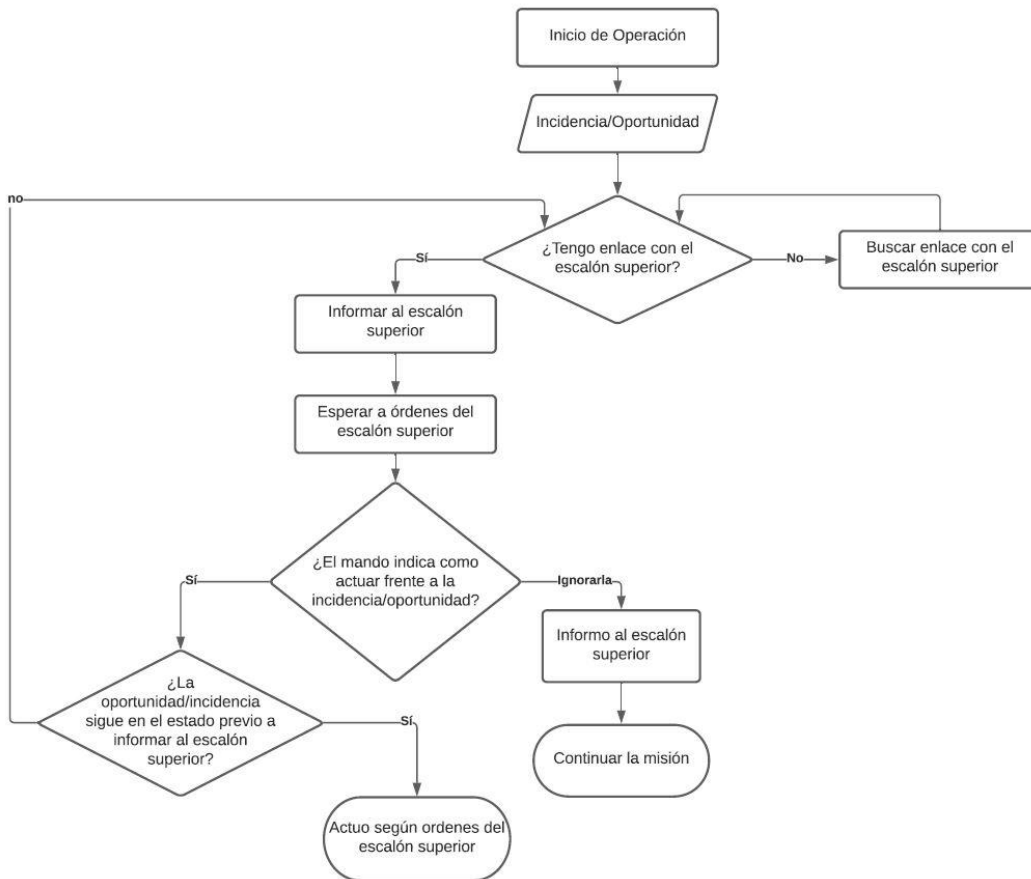 Inicio de Operación
Incidencia/Oportunidad
no
¿Tengo enlace con el
escalón superior?
Sí
No
Buscar enlace con el
escalón superior
Informar al escalón
superior
Esperar a órdenes del
escalón superior
¿El mando indica como
actuar frente a la
incidencia/oportunidad?
Sí
Ignorarla
Informo al escalón
superior
¿La
oportunidad/incidencia
sigue en el estado previo a
informar al escalón
superior?
Sí
Continuar la misión
Actuo según ordenes del
escalón superior